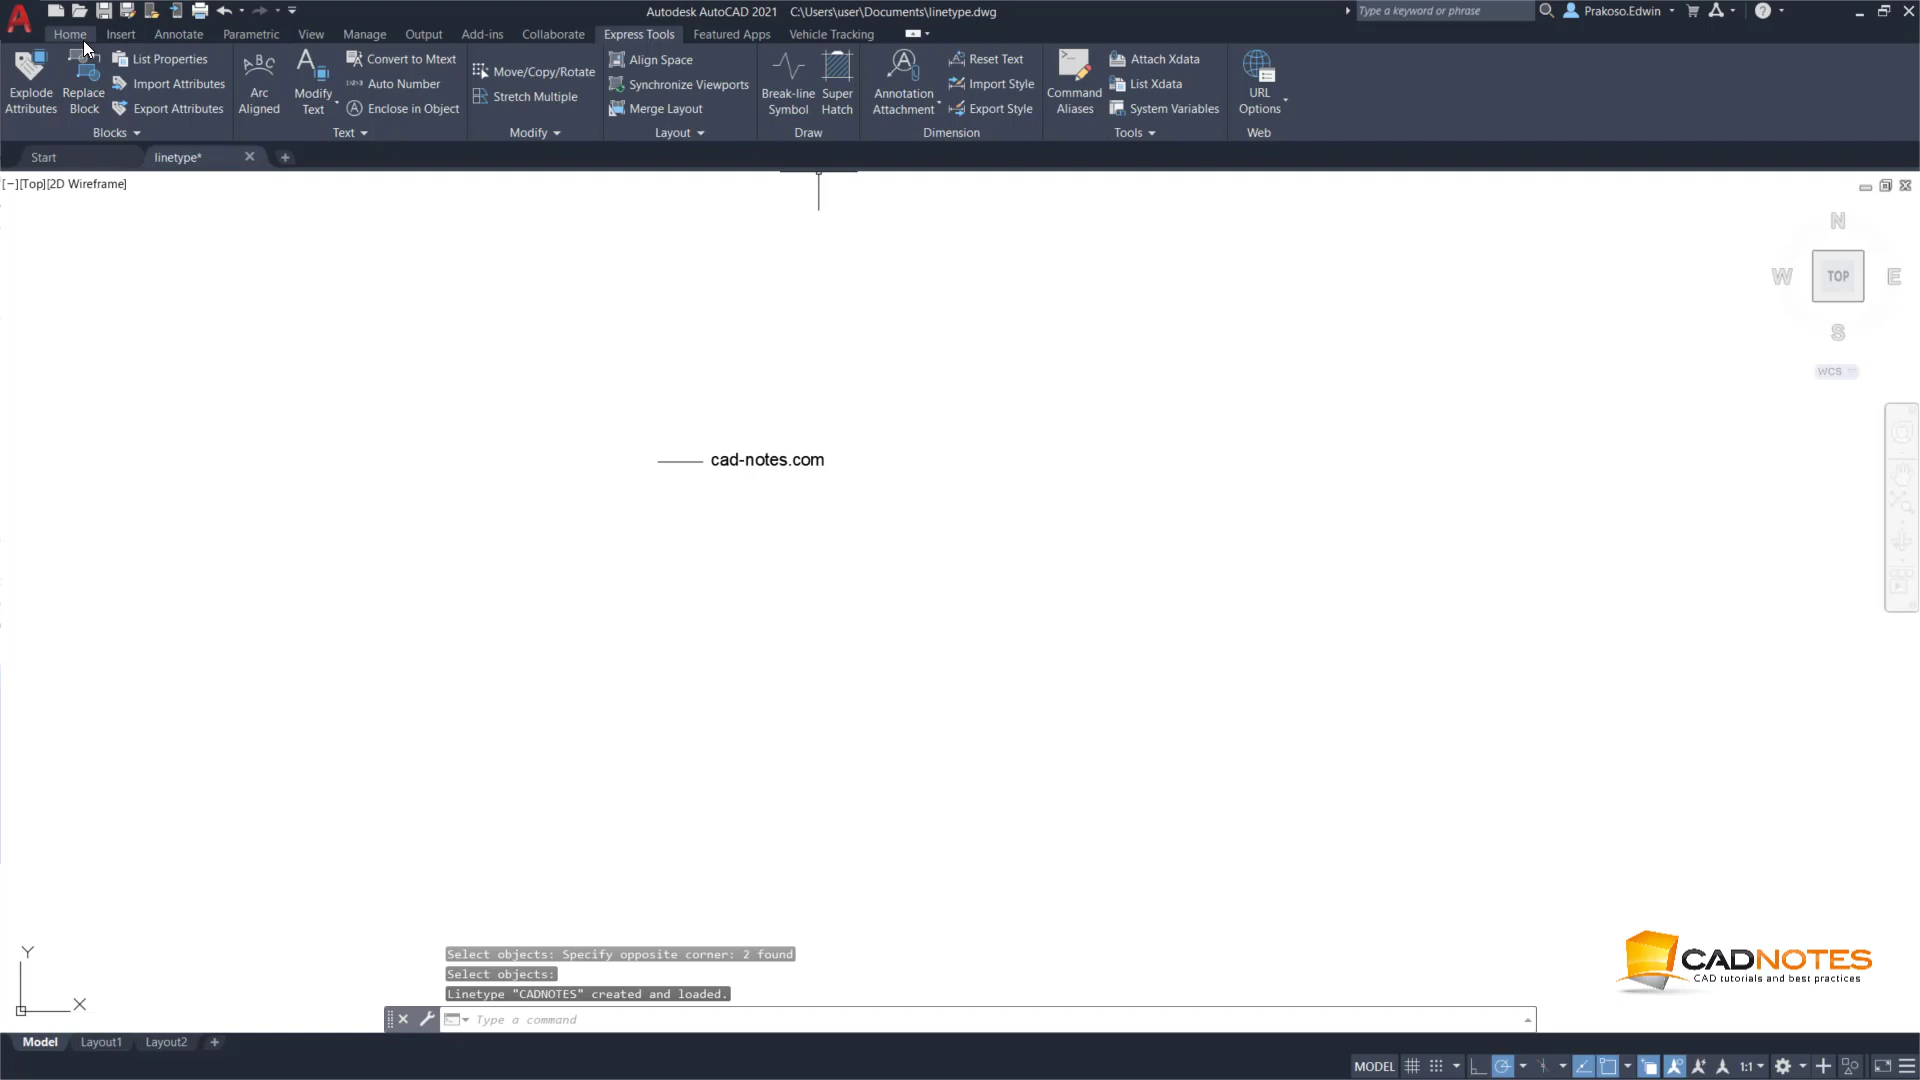 Autodesk AutoCAD 2021 C:\Users\user\Documents\linetype.dwg
Type a keyword or phrase
Prakoso.Edwin
Home Insert Annotate Parametric View Manage Output Add-ins Collaborate Express Tools Featured Apps Vehicle Tracking
Explode Attributes
Replace Block
List Properties
Import Attributes
Export Attributes
Blocks
Arc Aligned
Modify Text
Convert to Mtext
Auto Number
Enclose in Object
Text
Move/Copy/Rotate
Stretch Multiple
Modify
Align Space
Synchronize Viewports
Merge Layout
Layout
Break-line Symbol
Super Hatch
Draw
Annotation Attachment
Reset Text
Import Style
Export Style
Dimension
Command Aliases
Attach Xdata
List Xdata
System Variables
Tools
URL Options
Web
Start
linetype*
[−][Top][2D Wireframe]
N
W TOP E
S
WCS
cad-notes.com
Y
X
Select objects: Specify opposite corner: 2 found
Select objects:
Linetype "CADNOTES" created and loaded.
Type a command
CADNOTES
CAD tutorials and best practices
Model Layout1 Layout2
MODEL 1:1